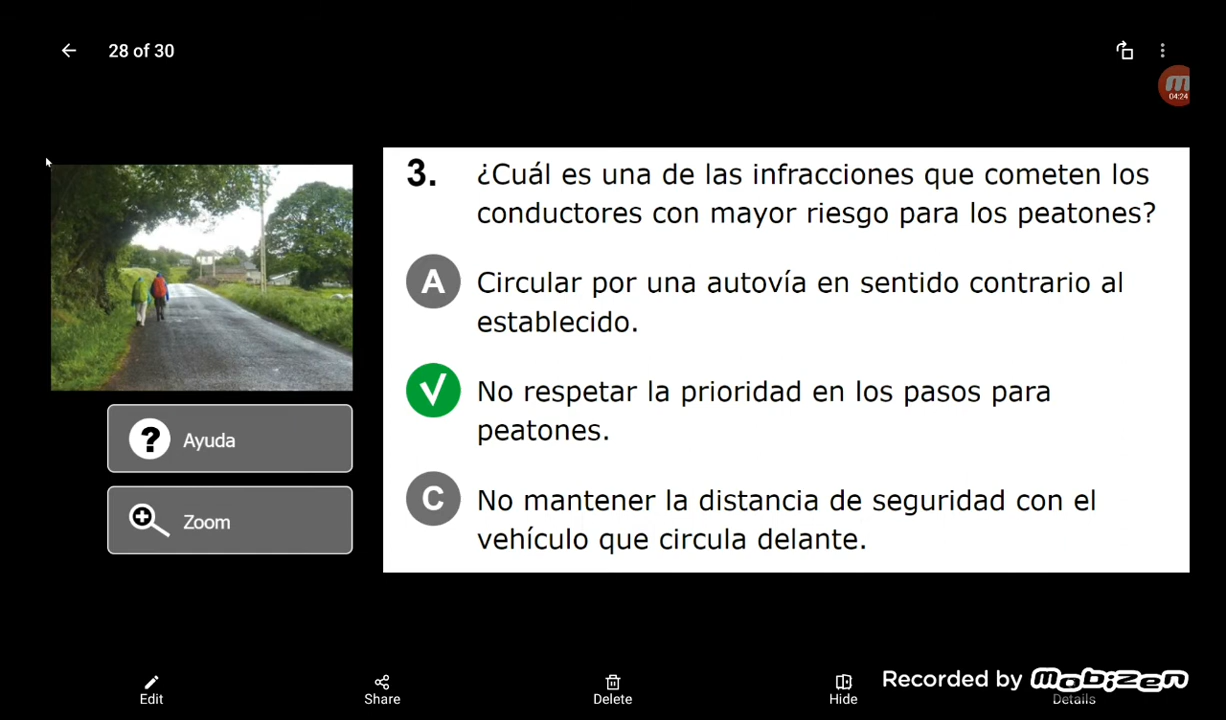 28 of 30
04:24
3. ¿Cuál es una de las infracciones que cometen los
conductores con mayor riesgo para los peatones?
A Circular por una autovía en sentido contrario al
establecido.
No respetar la prioridad en los pasos para
peatones.
C No mantener la distancia de seguridad con el
vehículo que circula delante.
? Ayuda
Zoom
Edit
Share
Delete
Hide
Details
Recorded by mobizen